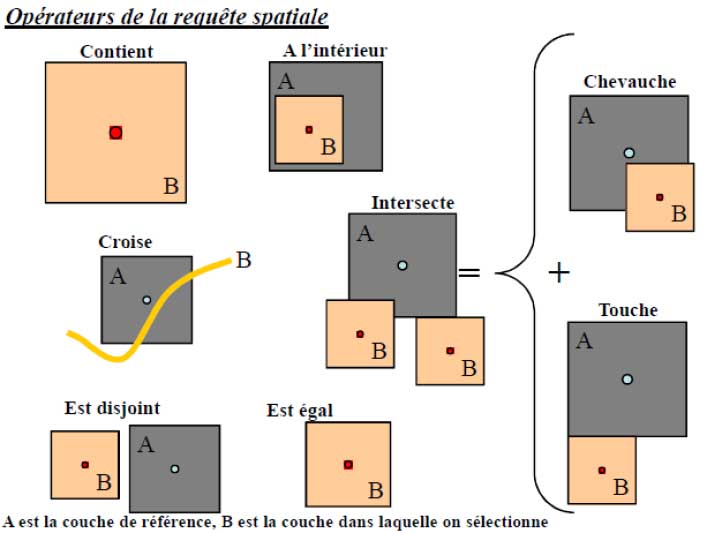 Opérateurs de la requête spatiale
Contient
B
A l'intérieur
A
B
Chevauche
A
B
Croise
A
B
Intersecte
A
B
B
=
+
Touche
A
B
Est disjoint
B
A
Est égal
B
A est la couche de référence, B est la couche dans laquelle on sélectionne